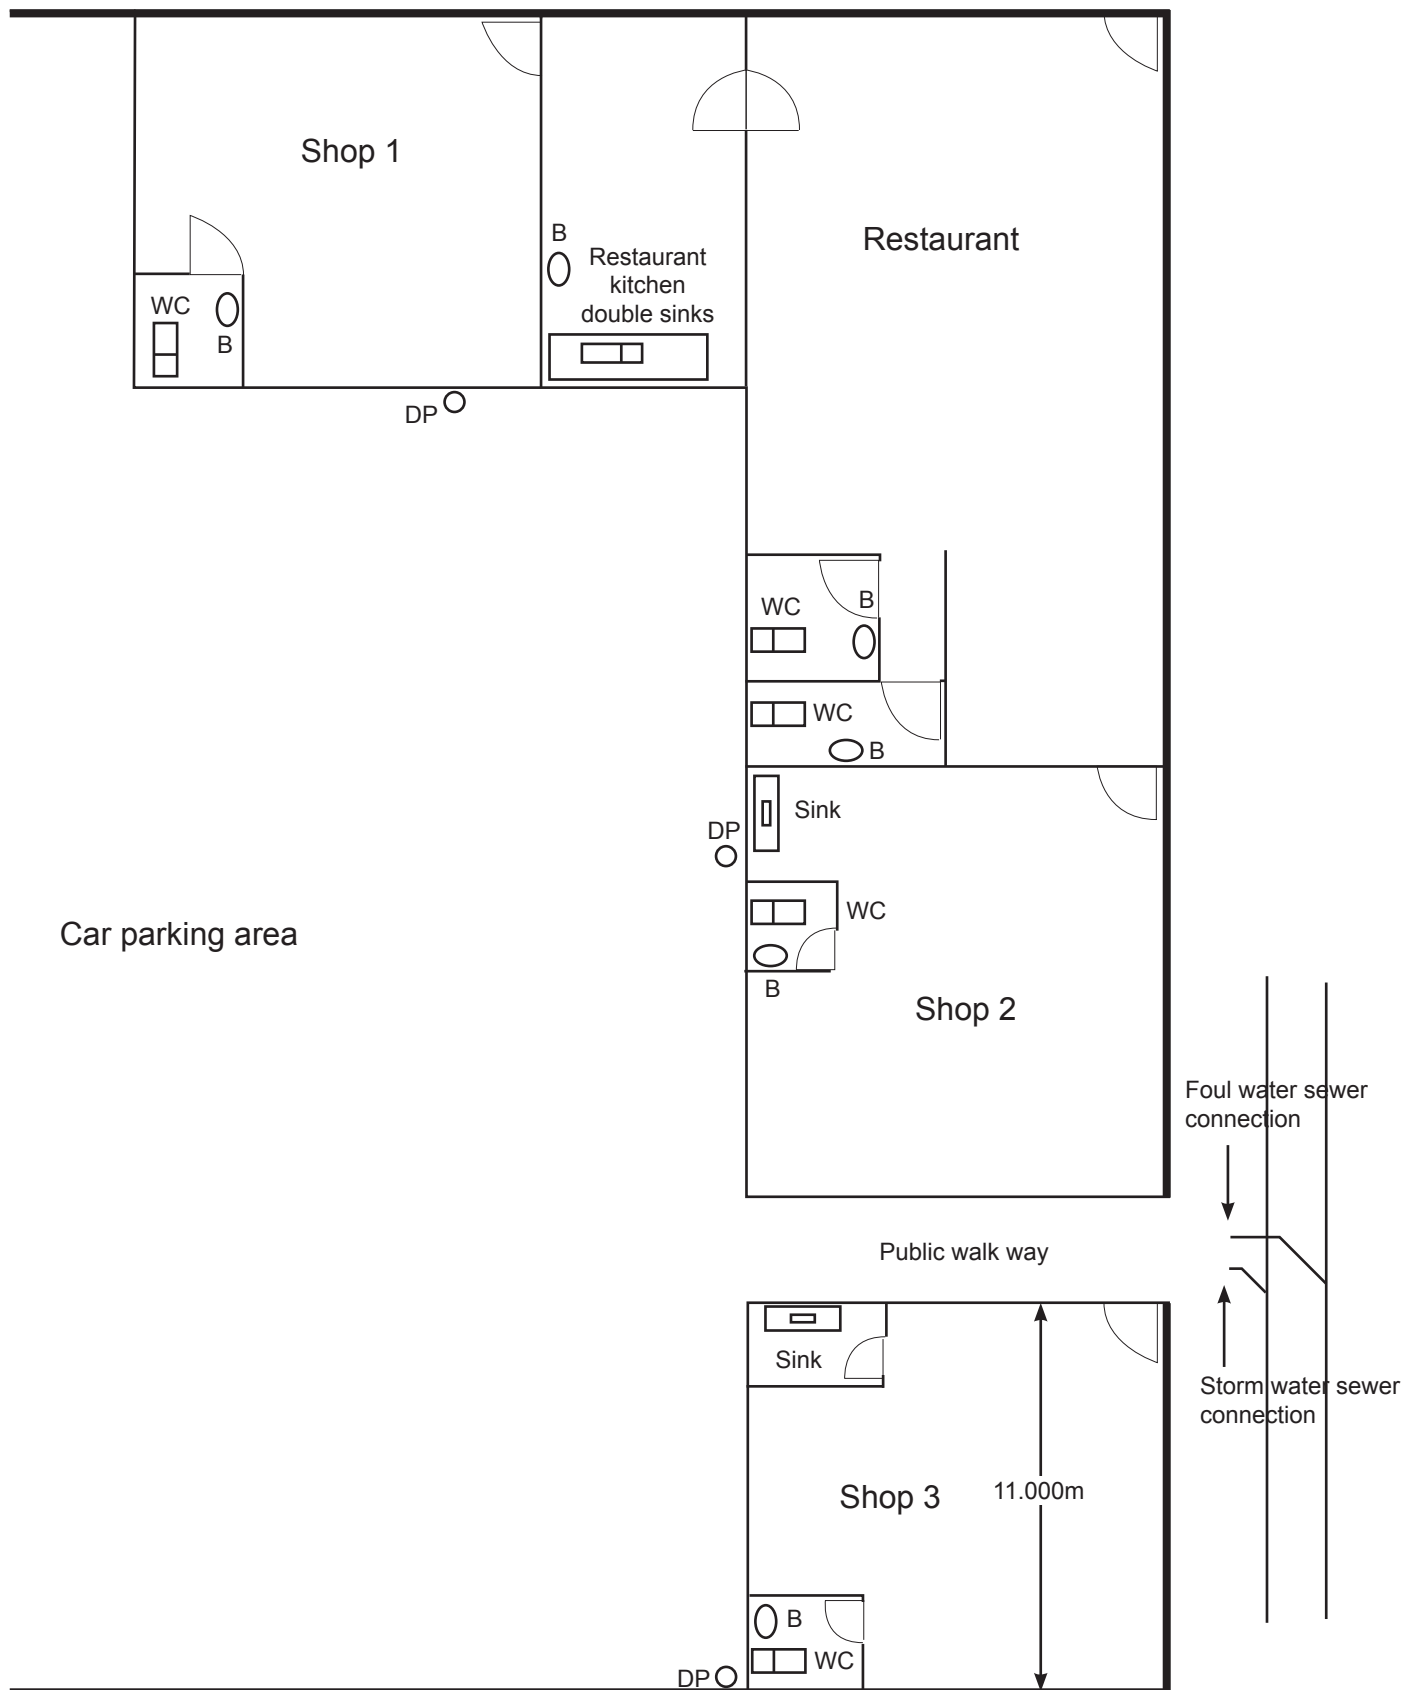 Shop 1
B
Restaurant
kitchen
double sinks
Restaurant
WC
B
DP
WC
B
WC
B
Sink
DP
WC
B
Car parking area
Shop 2
Foul water sewer
connection
Public walk way
Sink
Storm water sewer
connection
Shop 3
11.000m
B
WC
DP